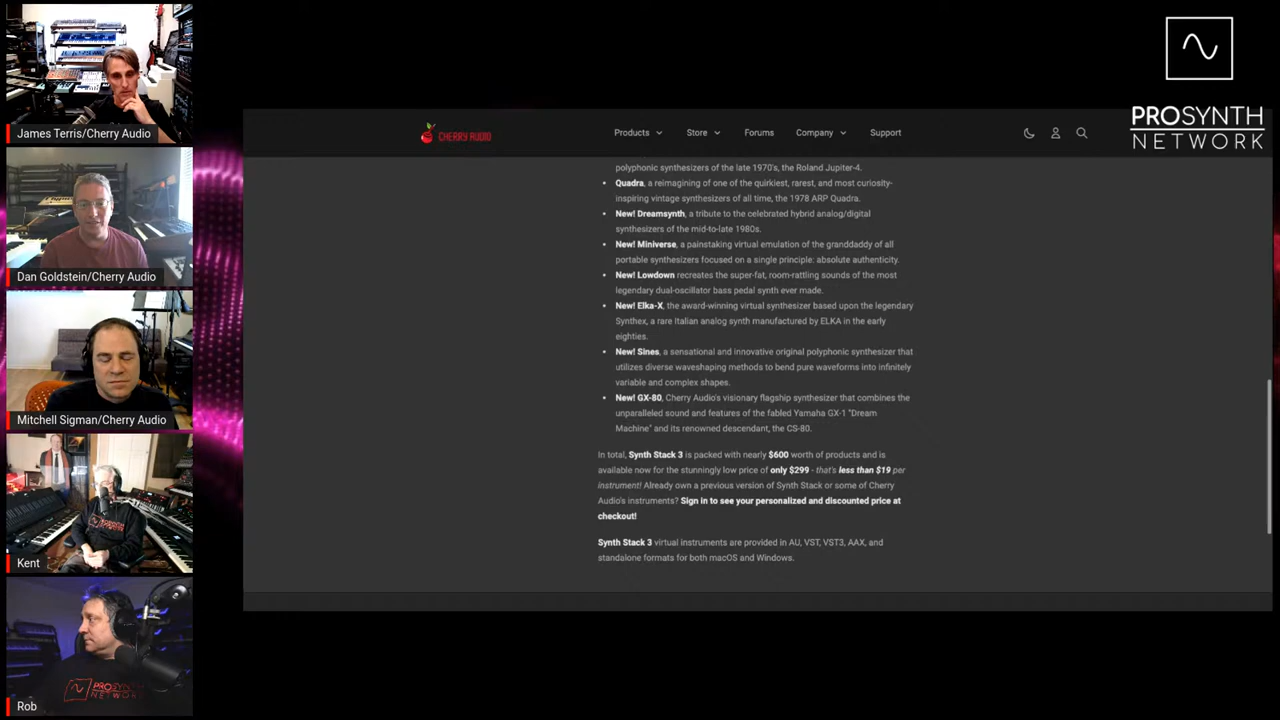 James Terris/Cherry Audio
Dan Goldstein/Cherry Audio
Mitchell Sigman/Cherry Audio
Kent
Rob
PROSYNTH
NETWORK
CHERRY AUDIO
Products
Store
Forums
Company
Support
polyphonic synthesizers of the late 1970's, the Roland Jupiter-4.
Quadra, a reimagining of one of the quirkiest, rarest, and most curiosity-
inspiring vintage synthesizers of all time, the 1978 ARP Quadra.
New! Dreamsynth, a tribute to the celebrated hybrid analog/digital
synthesizers of the mid-to-late 1980s.
New! Miniverse, a painstaking virtual emulation of the granddaddy of all
portable synthesizers focused on a single principle: absolute authenticity.
New! Lowdown recreates the super-fat, room-rattling sounds of the most
legendary dual-oscillator bass pedal synth ever made.
New! Elka-X, the award-winning virtual synthesizer based upon the legendary
Synthex, a rare Italian analog synth manufactured by ELKA in the early
eighties.
New! Sines, a sensational and innovative original polyphonic synthesizer that
utilizes diverse waveshaping methods to bend pure waveforms into infinitely
variable and complex shapes.
New! GX-80, Cherry Audio's visionary flagship synthesizer that combines the
unparalleled sound and features of the fabled Yamaha GX-1 "Dream
Machine" and its renowned descendant, the CS-80.
In total, Synth Stack 3 is packed with nearly $600 worth of products and is
available now for the stunningly low price of only $299 - that's less than $19 per
instrument! Already own a previous version of Synth Stack or some of Cherry
Audio's instruments? Sign in to see your personalized and discounted price at
checkout!
Synth Stack 3 virtual instruments are provided in AU, VST, VST3, AAX, and
standalone formats for both macOS and Windows.
PROSYNTH
NETWORK